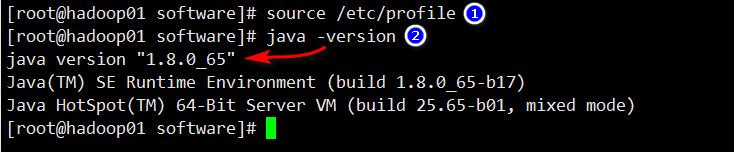 [root@hadoop01 software]# source /etc/profile 1
[root@hadoop01 software]# java -version 2
java version "1.8.0_65"
Java(TM) SE Runtime Environment (build 1.8.0_65-b17)
Java HotSpot(TM) 64-Bit Server VM (build 25.65-b01, mixed mode)
[root@hadoop01 software]#